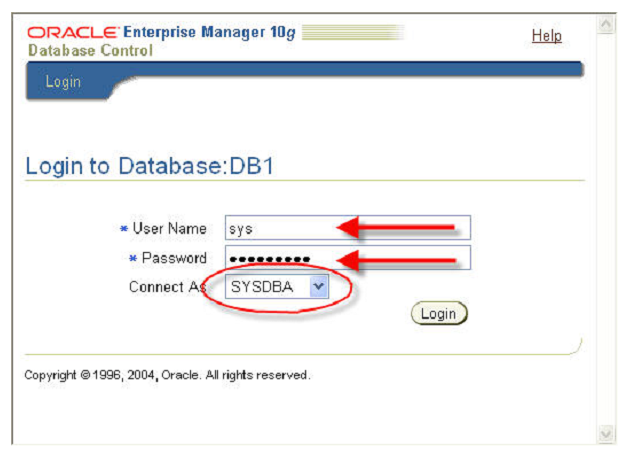 ORACLE Enterprise Manager 10g
Database Control
Help
Login
Login to Database:DB1
* User Name sys
* Password •••••••••
Connect As SYSDBA
Login
Copyright © 1996, 2004, Oracle. All rights reserved.